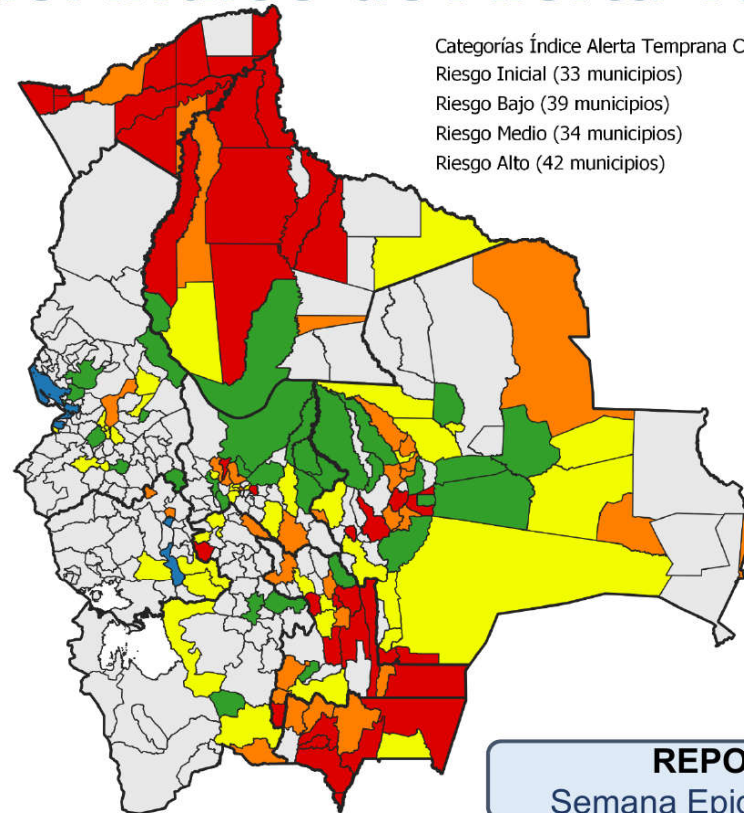 Categorías Índice Alerta Temprana C
Riesgo Inicial (33 municipios)
Riesgo Bajo (39 municipios)
Riesgo Medio (34 municipios)
Riesgo Alto (42 municipios)
REPO
Semana Epid